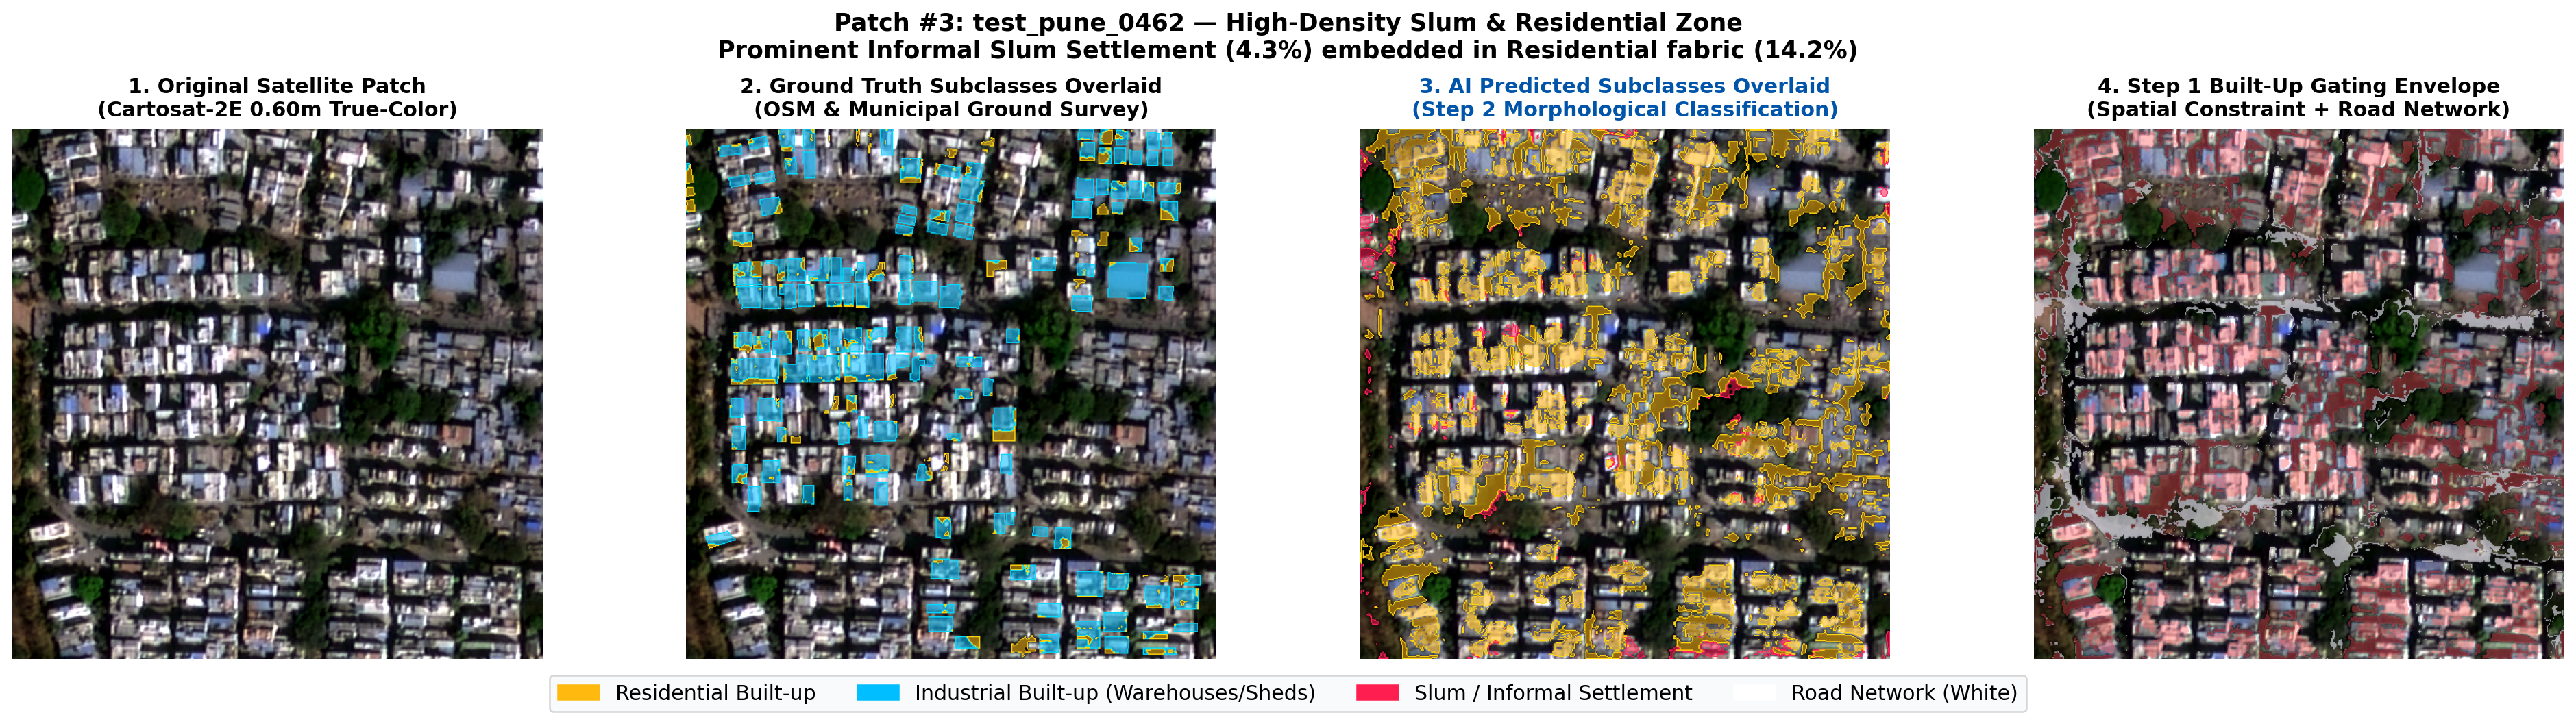 Patch #3: test_pune_0462 — High-Density Slum & Residential Zone
Prominent Informal Slum Settlement (4.3%) embedded in Residential fabric (14.2%)
1. Original Satellite Patch
(Cartosat-2E 0.60m True-Color)
2. Ground Truth Subclasses Overlaid
(OSM & Municipal Ground Survey)
3. AI Predicted Subclasses Overlaid
(Step 2 Morphological Classification)
4. Step 1 Built-Up Gating Envelope
(Spatial Constraint + Road Network)
Residential Built-up
Industrial Built-up (Warehouses/Sheds)
Slum / Informal Settlement
Road Network (White)